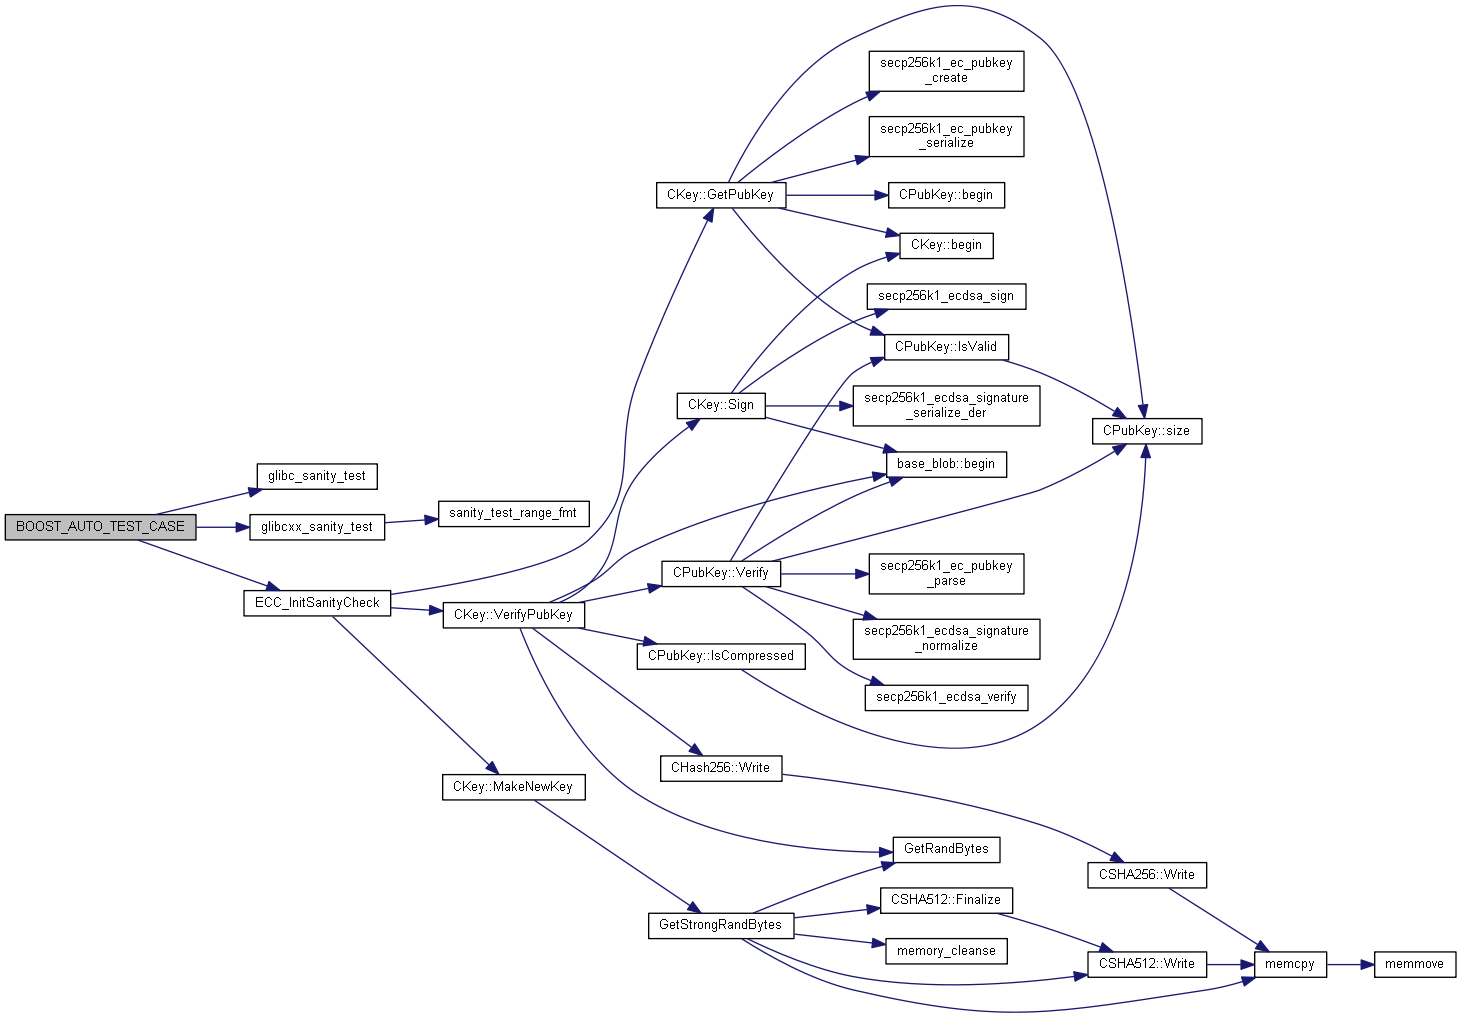 secp256k1_ec_pubkey
_create
secp256k1_ec_pubkey
_serialize
CKey::GetPubKey
CPubKey::begin
CKey::begin
secp256k1_ecdsa_sign
CPubKey::IsValid
CKey::Sign
secp256k1_ecdsa_signature
_serialize_der
CPubKey::size
base_blob::begin
glibc_sanity_test
sanity_test_range_fmt
BOOST_AUTO_TEST_CASE
glibcxx_sanity_test
CPubKey::Verify
secp256k1_ec_pubkey
_parse
ECC_InitSanityCheck
CKey::VerifyPubKey
secp256k1_ecdsa_signature
_normalize
CPubKey::IsCompressed
secp256k1_ecdsa_verify
CHash256::Write
CKey::MakeNewKey
GetRandBytes
CSHA256::Write
CSHA512::Finalize
GetStrongRandBytes
memory_cleanse
CSHA512::Write
memcpy
memmove